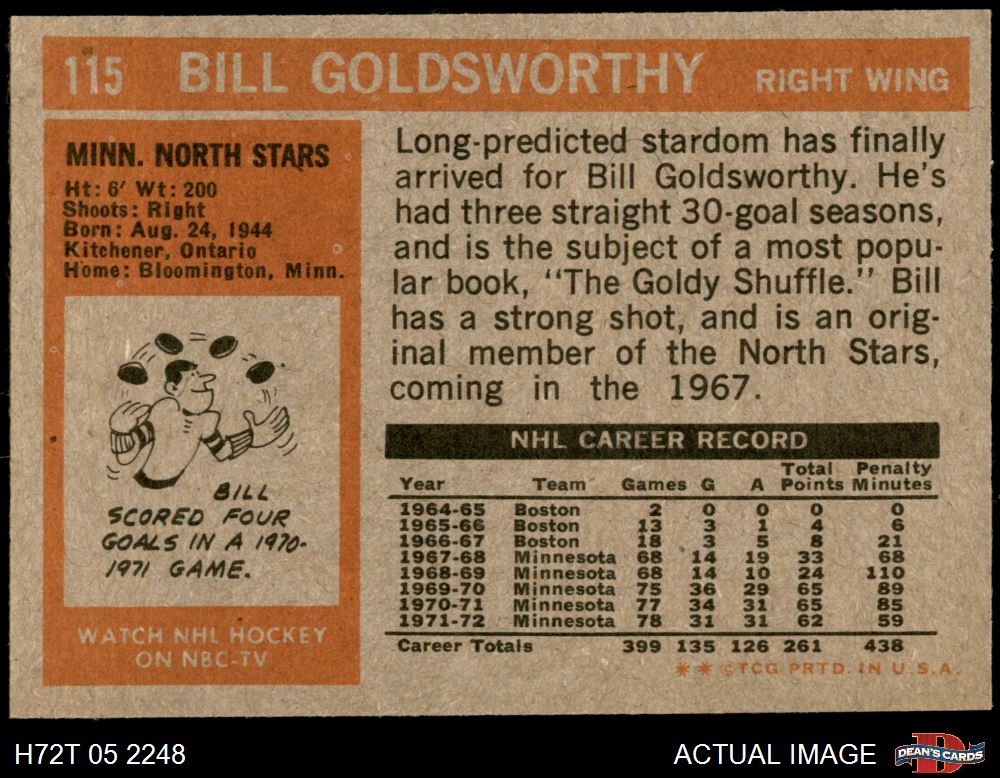 115 BILL GOLDSWORTHY RIGHT WING
MINN. NORTH STARS
Ht: 6' Wt: 200
Shoots: Right
Born: Aug. 24, 1944
Kitchener, Ontario
Home: Bloomington, Minn.
BILL
SCORED FOUR
GOALS IN A 1970-
1971 GAME.
WATCH NHL HOCKEY
ON NBC-TV
Long-predicted stardom has finally
arrived for Bill Goldsworthy. He's
had three straight 30-goal seasons,
and is the subject of a most popu-
lar book, "The Goldy Shuffle." Bill
has a strong shot, and is an orig-
inal member of the North Stars,
coming in the 1967.
NHL CAREER RECORD
Year Team Games G A Total Points Penalty Minutes
1964-65 Boston 2 0 0 0 0
1965-66 Boston 13 3 1 4 6
1966-67 Boston 18 3 5 8 21
1967-68 Minnesota 68 14 19 33 68
1968-69 Minnesota 68 14 10 24 110
1969-70 Minnesota 75 36 29 65 89
1970-71 Minnesota 77 34 31 65 85
1971-72 Minnesota 78 31 31 62 59
Career Totals 399 135 126 261 438
** ©TCG PRTD. IN U.S.A.
H72T 05 2248
ACTUAL IMAGE
DEAN'S CARDS